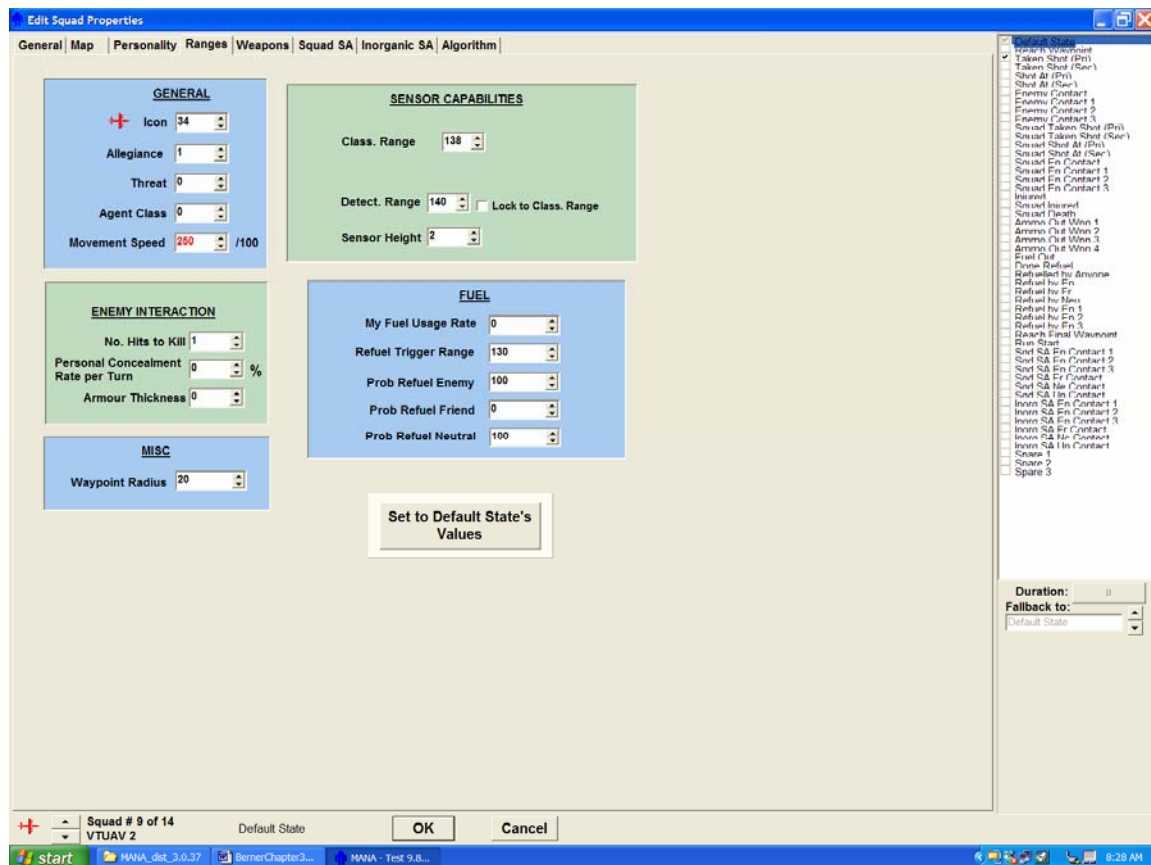 Edit Squad Properties
General Map Personality Ranges Weapons Squad SA Inorganic SA Algorithm
GENERAL
Icon 34
Allegiance 1
Threat 0
Agent Class 0
Movement Speed 250 /100
SENSOR CAPABILITIES
Class. Range 138
Detect. Range 140 Lock to Class. Range
Sensor Height 2
ENEMY INTERACTION
No. Hits to Kill 1
Personal Concealment
Rate per Turn 0 %
Armour Thickness 0
FUEL
My Fuel Usage Rate 0
Refuel Trigger Range 130
Prob Refuel Enemy 100
Prob Refuel Friend 0
Prob Refuel Neutral 100
MISC
Waypoint Radius 20
Set to Default State's
Values
Default State
Reach Waypoint
Taken Shot (Pri)
Taken Shot (Sec)
Shot At (Pri)
Shot At (Sec)
Enemy Contact
Enemy Contact 1
Enemy Contact 2
Enemy Contact 3
Squad Taken Shot (Pri)
Squad Taken Shot (Sec)
Squad Shot At (Pri)
Squad Shot At (Sec)
Squad En Contact
Squad En Contact 1
Squad En Contact 2
Squad En Contact 3
Injured
Squad Injured
Squad Death
Ammo Out Wpn 1
Ammo Out Wpn 2
Ammo Out Wpn 3
Ammo Out Wpn 4
Fuel Out
Done Refuel
Refuelled by Anyone
Refuel by En
Refuel by Fr
Refuel by Neu
Refuel by En 1
Refuel by En 2
Refuel by En 3
Reach Final Waypoint
Run Start
Sqd SA En Contact 1
Sqd SA En Contact 2
Sqd SA En Contact 3
Sqd SA Fr Contact
Sqd SA Ne Contact
Sqd SA Un Contact
Inorg SA En Contact 1
Inorg SA En Contact 2
Inorg SA En Contact 3
Inorg SA Fr Contact
Inorg SA Ne Contact
Inorg SA Un Contact
Spare 1
Spare 2
Spare 3
Duration: 0
Fallback to:
Default State
Squad # 9 of 14
VTUAV 2
Default State
OK
Cancel
start MANA_dist_3.0.37 BernerChapter3... MANA - Test 9.8... 8:28 AM